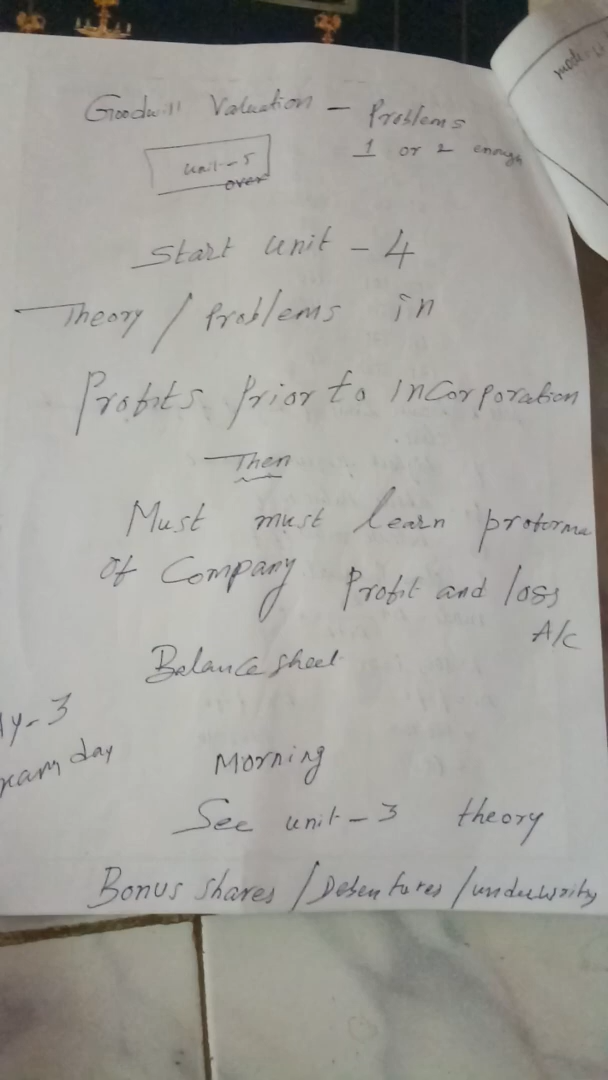 Goodwill Valuation - Problems
1 or 2 enough
unit-5
over
Start unit - 4
Theory / Problems in
Profits Prior to Incorporation
Then
Must must learn proforma
of Company Profit and loss
A/c
Balance sheet
ay-3
exam day
Morning
See unit-3 theory
Bonus shares / Debentures / underwriting